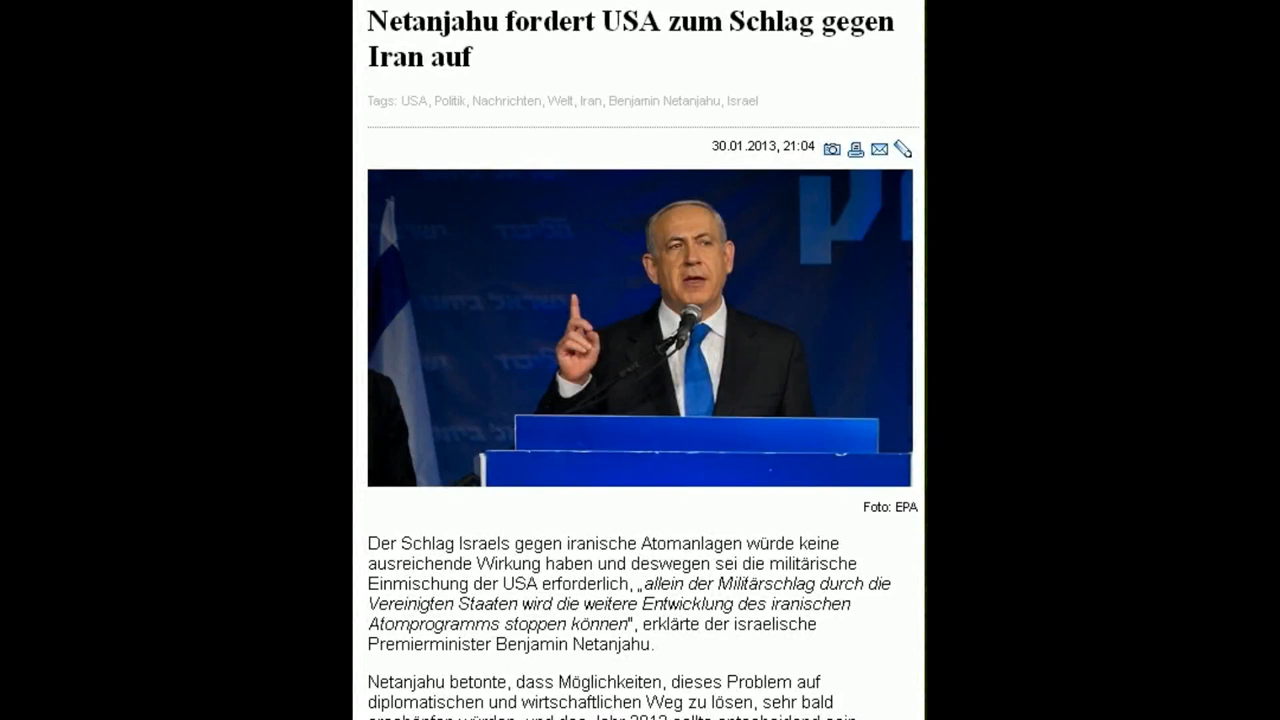 Netanjahu fordert USA zum Schlag gegen
Iran auf
Tags: USA, Politik, Nachrichten, Welt, Iran, Benjamin Netanjahu, Israel
30.01.2013, 21:04
Foto: EPA
Der Schlag Israels gegen iranische Atomanlagen würde keine
ausreichende Wirkung haben und deswegen sei die militärische
Einmischung der USA erforderlich, „allein der Militärschlag durch die
Vereinigten Staaten wird die weitere Entwicklung des iranischen
Atomprogramms stoppen können", erklärte der israelische
Premierminister Benjamin Netanjahu.
Netanjahu betonte, dass Möglichkeiten, dieses Problem auf
diplomatischen und wirtschaftlichen Weg zu lösen, sehr bald